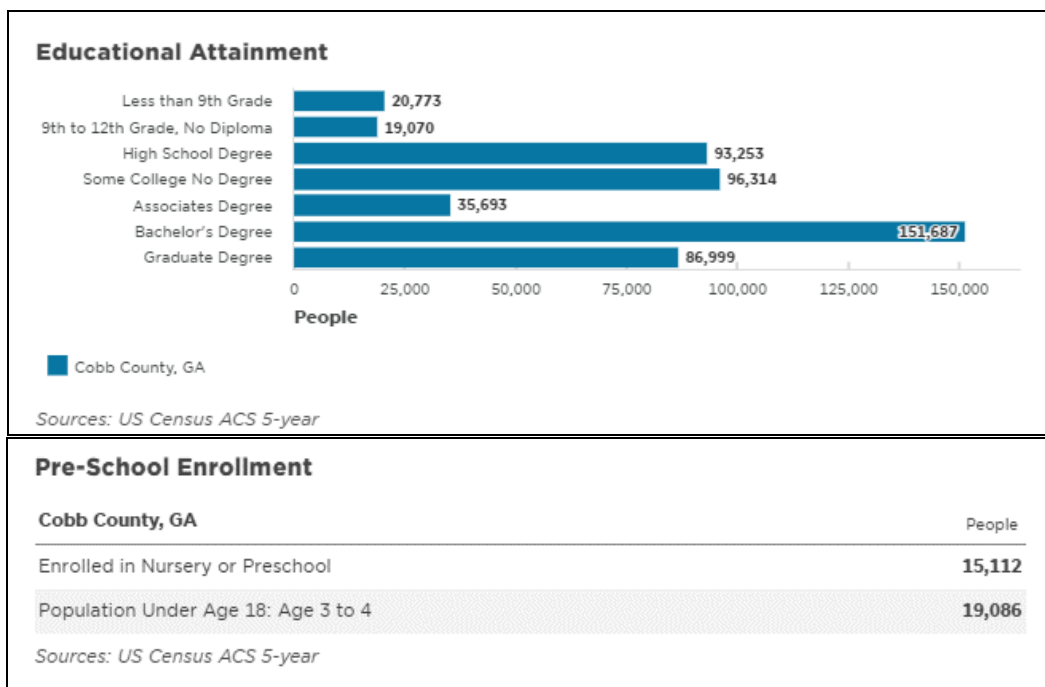 Educational Attainment
Less than 9th Grade 20,773
9th to 12th Grade, No Diploma 19,070
High School Degree 93,253
Some College No Degree 96,314
Associates Degree 35,693
Bachelor's Degree 151,687
Graduate Degree 86,999
0 25,000 50,000 75,000 100,000 125,000 150,000
People
Cobb County, GA
Sources: US Census ACS 5-year
Pre-School Enrollment
Cobb County, GA People
Enrolled in Nursery or Preschool 15,112
Population Under Age 18: Age 3 to 4 19,086
Sources: US Census ACS 5-year